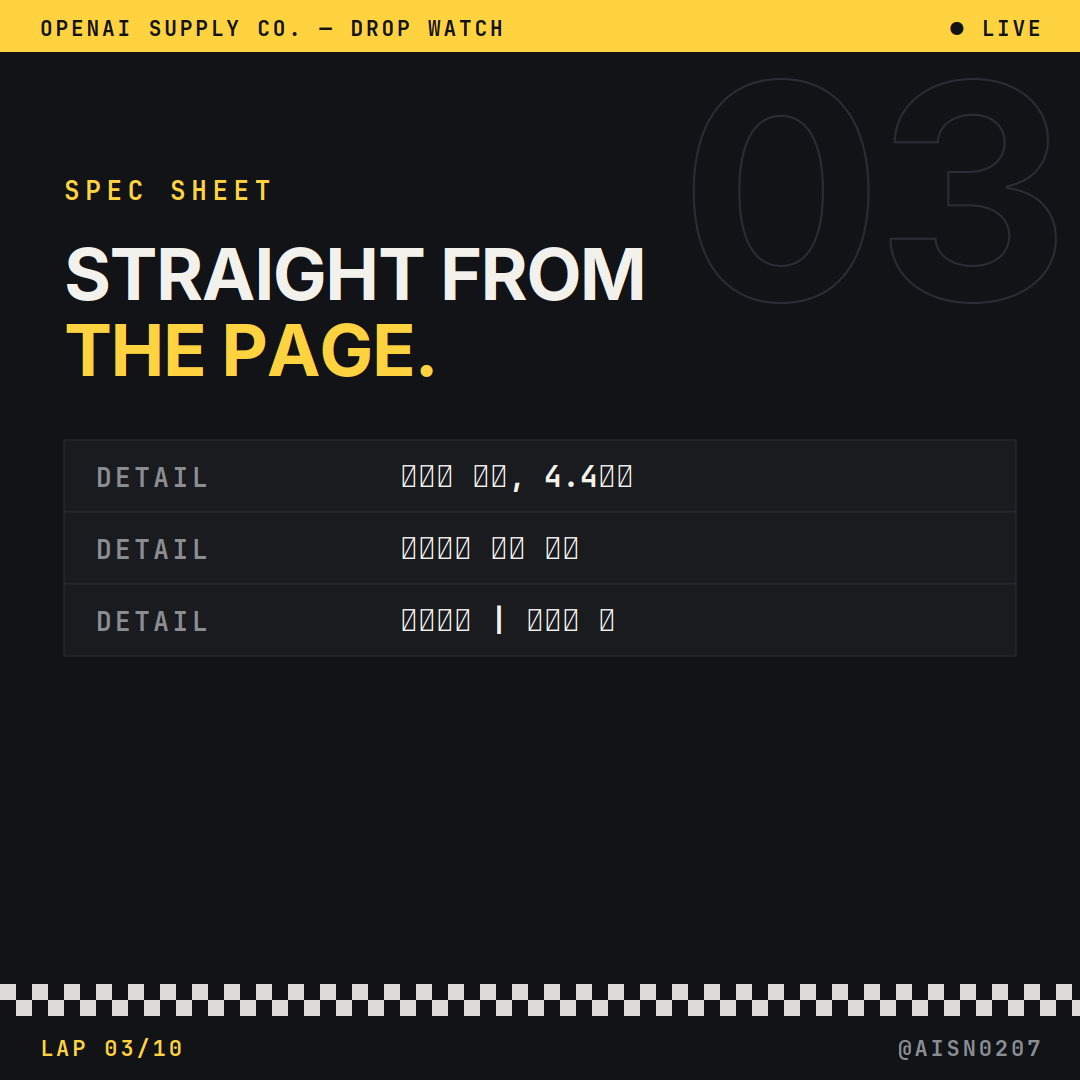 OPENAI SUPPLY CO. — DROP WATCH
LIVE
03
SPEC SHEET
STRAIGHT FROM
THE PAGE.
DETAIL
, 4.4
DETAIL
DETAIL
|
LAP 03/10
@AISN0207